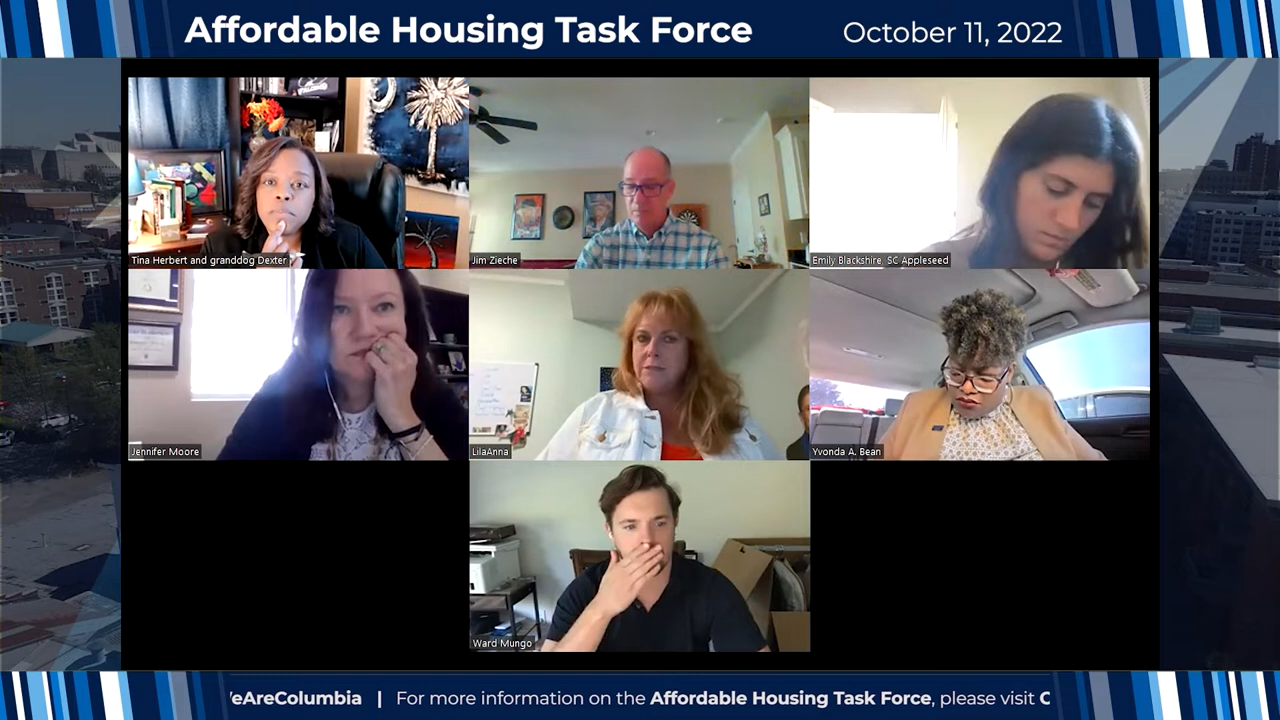 Affordable Housing Task Force
October 11, 2022
Tina Herbert and granddog Dexter
Jim Zieche
Emily Blackshire SC Appleseed
Jennifer Moore
LilaAnna
Yvonda A. Bean
Ward Mungo
eAreColumbia | For more information on the Affordable Housing Task Force, please visit C